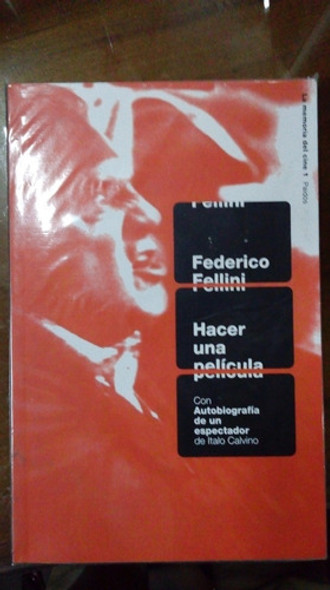 La memoria del cine 1 Paidós
Fellini
Federico
Fellini
Hacer
una
película
Con
Autobiografía
de un
espectador
de Italo Calvino